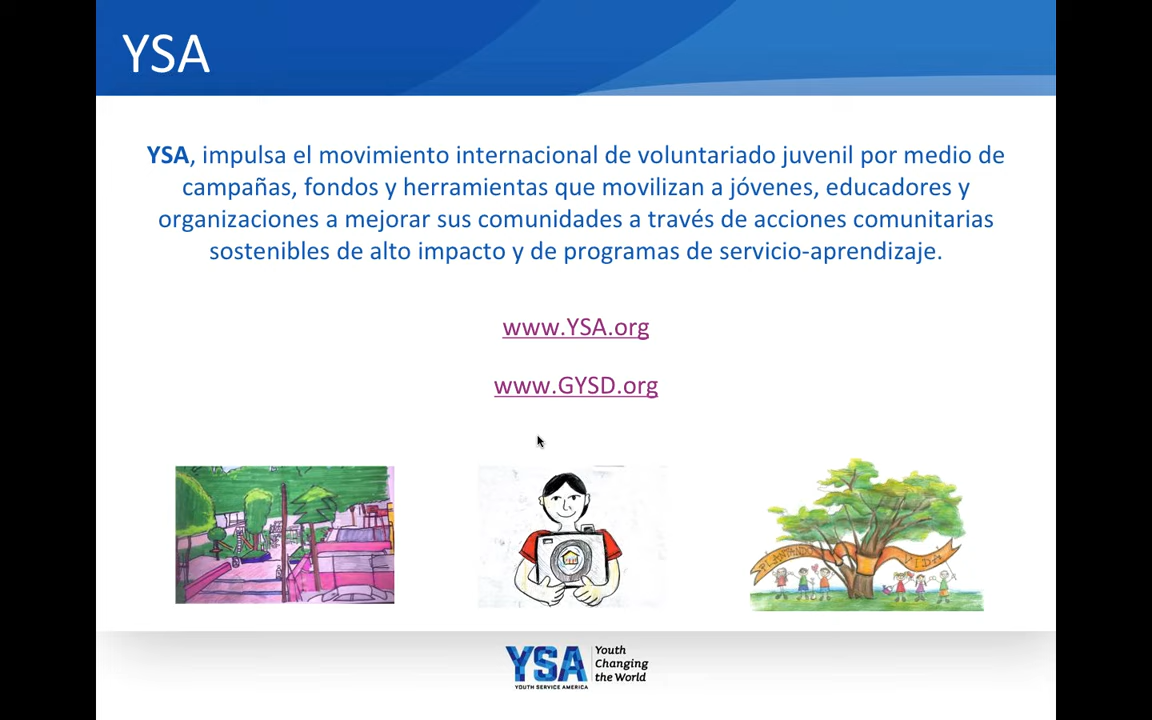 YSA
YSA, impulsa el movimiento internacional de voluntariado juvenil por medio de
campañas, fondos y herramientas que movilizan a jóvenes, educadores y
organizaciones a mejorar sus comunidades a través de acciones comunitarias
sostenibles de alto impacto y de programas de servicio-aprendizaje.
www.YSA.org
www.GYSD.org
PLANTANDO VIDA
YSA
YOUTH SERVICE AMERICA
Youth
Changing
the World